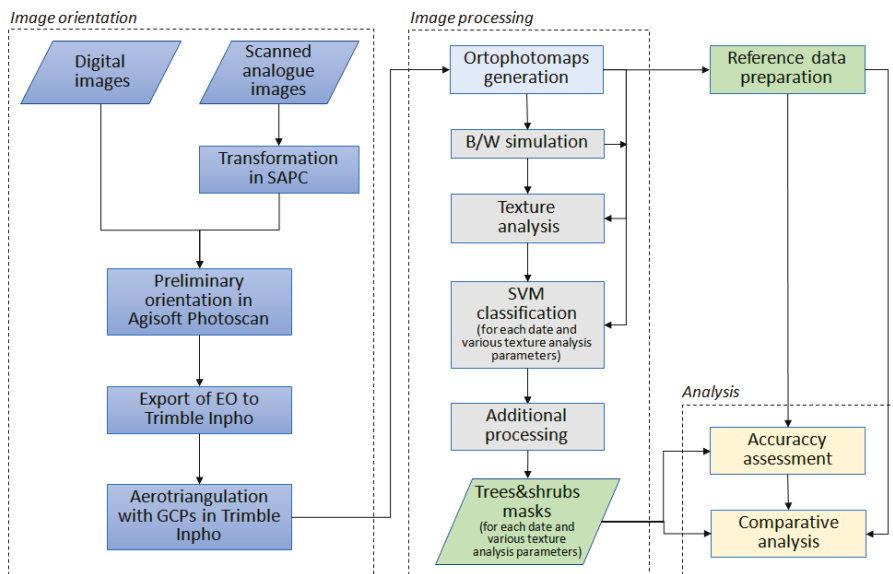 Image orientation
Digital
images
Scanned
analogue
images
Transformation
in SAPC
Preliminary
orientation in
Agisoft Photoscan
Export of EO to
Trimble Inpho
Aerotriangulation
with GCPs in Trimble
Inpho
Image processing
Ortophotomaps
generation
B/W simulation
Texture
analysis
SVM
classification
(for each date and
various texture analysis
parameters)
Additional
processing
Trees&shrubs
masks
(for each date and
various texture
analysis parameters)
Reference data
preparation
Analysis
Accuraccy
assessment
Comparative
analysis